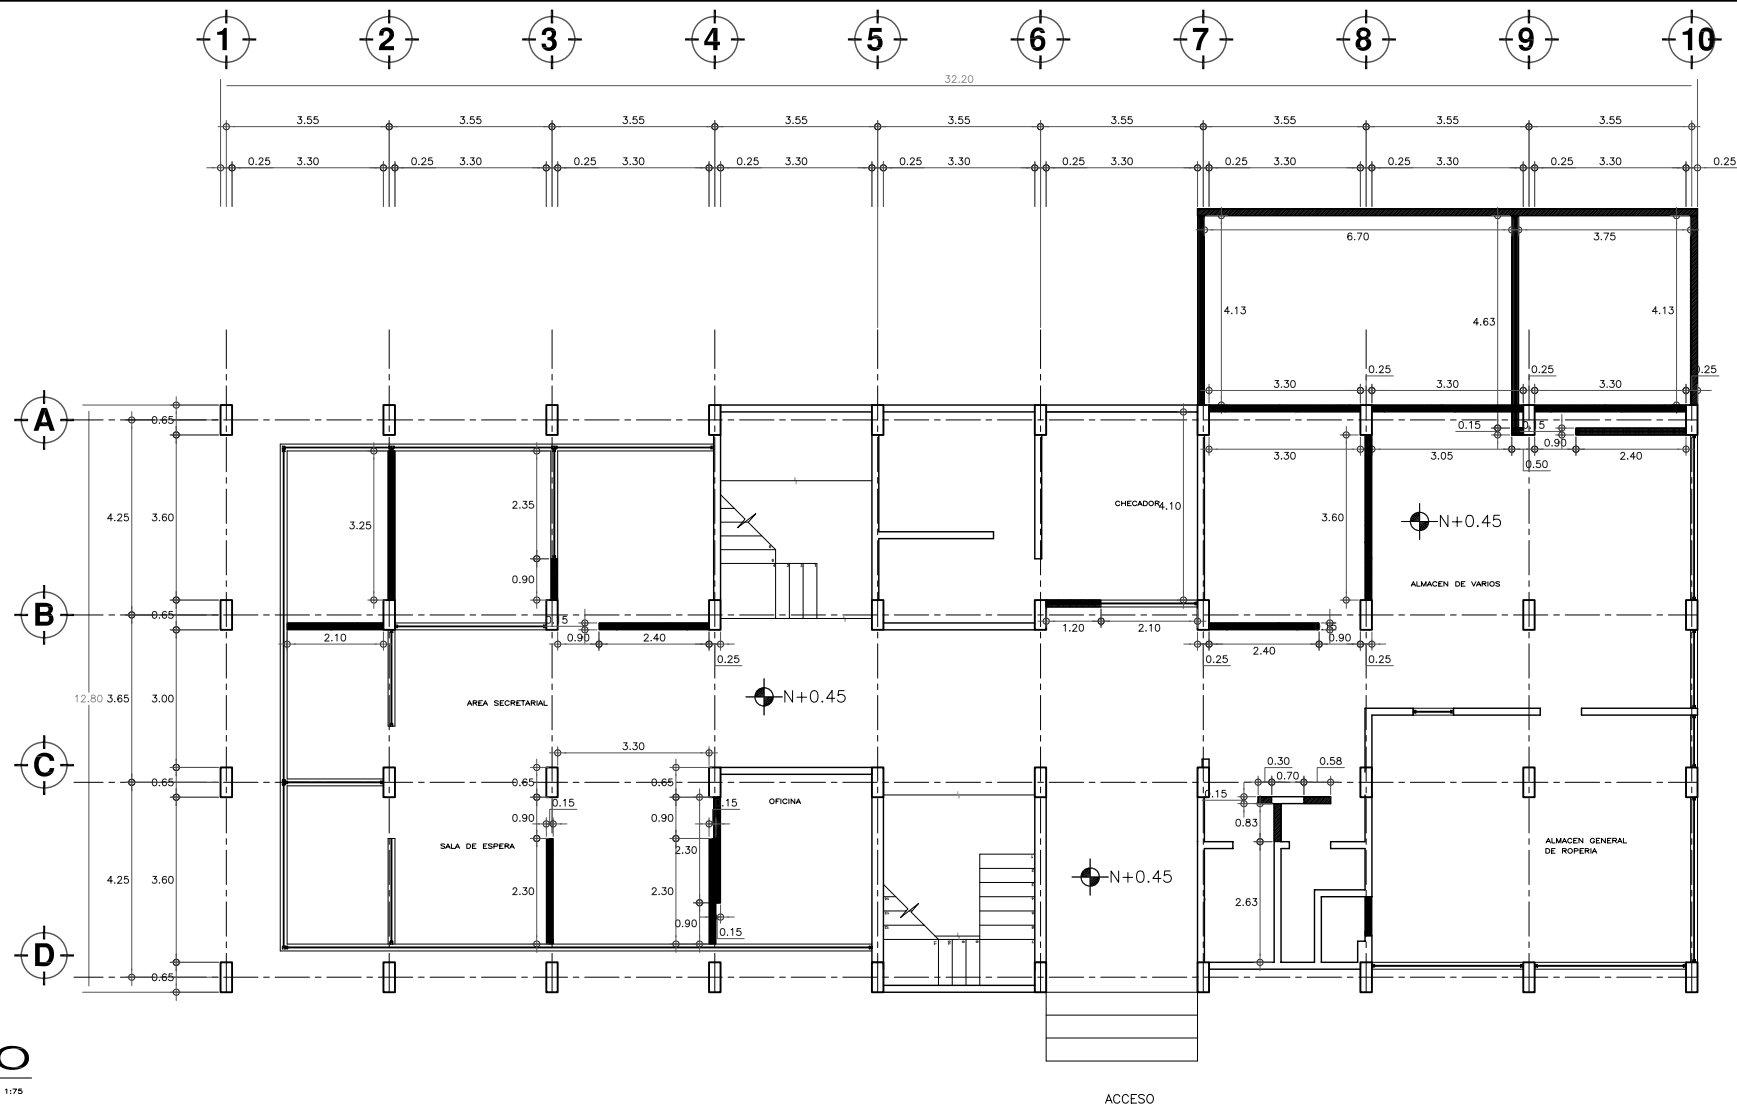 1 2 3 4 5 6 7 8 9 10
32.20
3.55 3.55 3.55 3.55 3.55 3.55 3.55 3.55 3.55
0.25 3.30 0.25 3.30 0.25 3.30 0.25 3.30 0.25 3.30 0.25 3.30 0.25 3.30 0.25 3.30 0.25 3.30 0.25
6.70 3.75
4.13 4.63 4.13
0.25 0.25 0.25
3.30 3.30 3.30
A
0.65
0.15 0.15
0.90
3.30 3.05 0.50 2.40
4.25 3.60 3.25 2.35
CHECADOR 4.10
3.60
N+0.45
0.90
ALMACEN DE VARIOS
B
0.65
0.15
2.10 0.90 2.40 1.20 2.10 2.40 0.90
0.25 0.25 0.25
12.80 3.65 3.00
N+0.45
AREA SECRETARIAL
3.30
C
0.65 0.65 0.65
0.30 0.58
0.70
0.15 .15 0.15
OFICINA
0.90 0.90 0.83
SALA DE ESPERA
2.30
ALMACEN GENERAL
DE ROPERIA
4.25 3.60 2.30 2.30
N+0.45
2.63
0.90
0.15
D
0.65
O
1:75
ACCESO